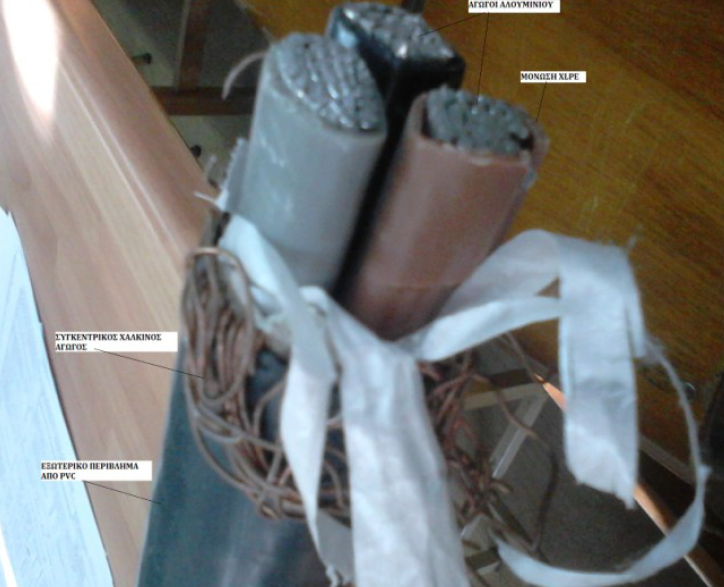 ΑΓΩΓΟΙ ΑΛΟΥΜΙΝΙΟΥ
ΜΟΝΩΣΗ XLPE
ΣΥΓΚΕΝΤΡΙΚΟΣ ΧΑΛΚΙΝΟΣ
ΑΓΩΓΟΣ
ΕΞΩΤΕΡΙΚΟ ΠΕΡΙΒΛΗΜΑ
ΑΠΟ PVC